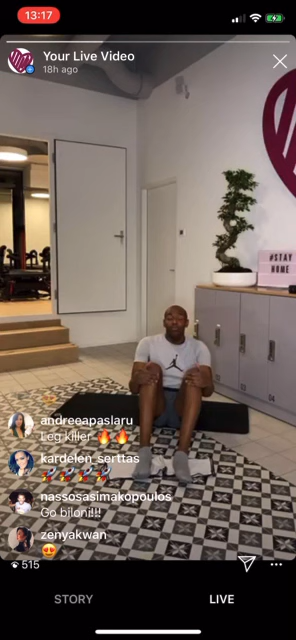 13:17
Your Live Video
18h ago
#STAY
HOME
andreeapaslaru
Leg killer 🔥🔥
kardelen_serttas
🚀🚀🚀🚀🚀
nassosasimakopoulos
Go biloni!!!
zenyakwan
😍
515
STORY
LIVE